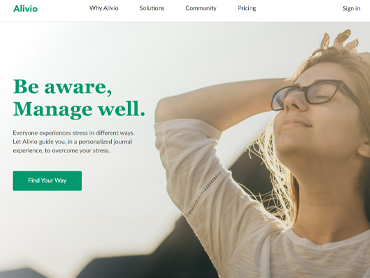 Alivio
Why Alivio
Solutions
Community
Pricing
Sign in
Be aware,
Manage well.
Everyone experiences stress in different ways.
Let Alivio guide you, in a personalized journal
experience, to overcome your stress.
Find Your Way